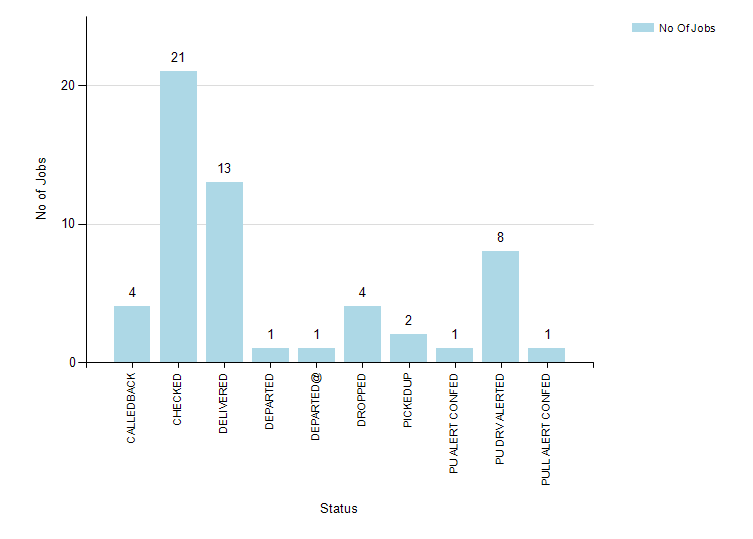 No Of Jobs
21
20
13
10
8
4
4
2
1
1
1
1
0
No of Jobs
CALLEDBACK
CHECKED
DELIVERED
DEPARTED
DEPARTED@
DROPPED
PICKEDUP
PU ALERT CONFED
PU DRV ALERTED
PULL ALERT CONFED
Status